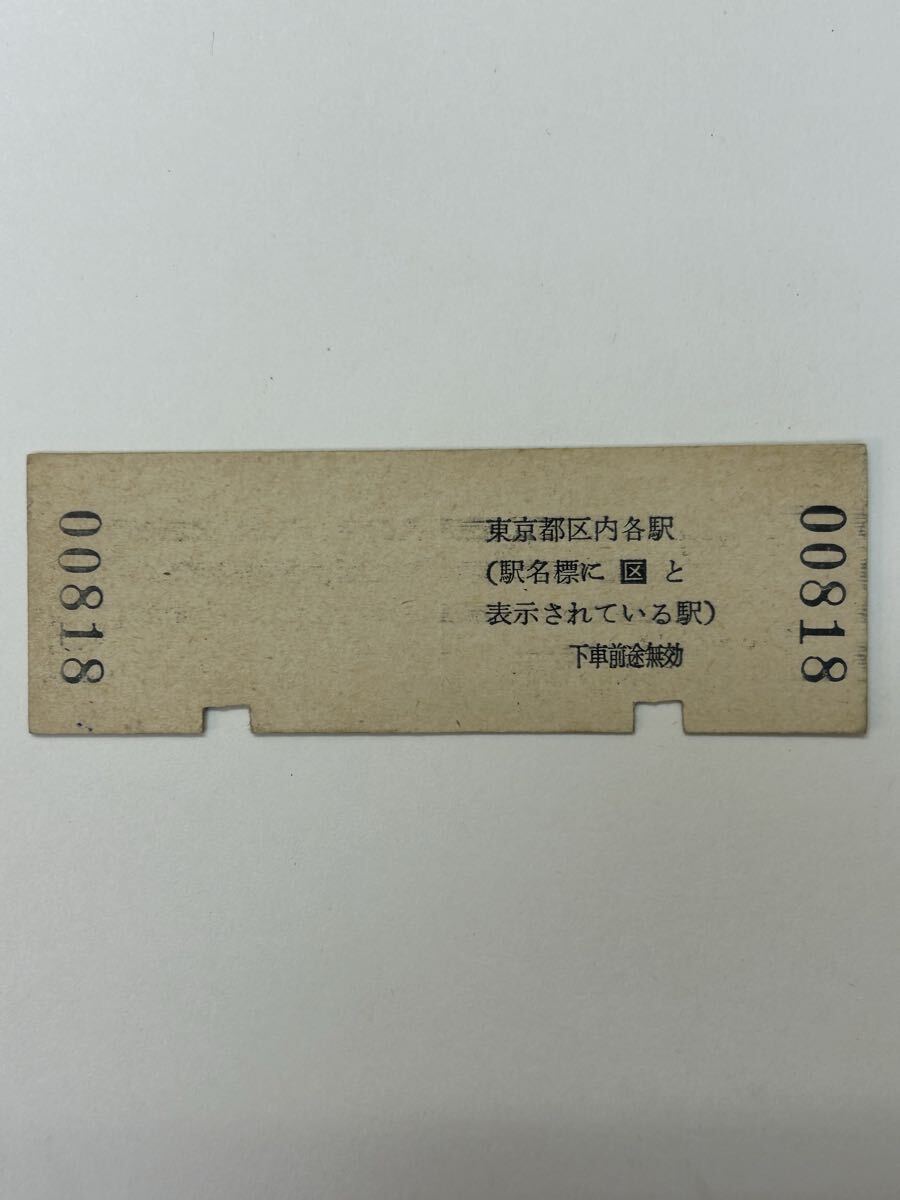 00818
東京都区内各駅
(駅名標に 区 と
表示されている駅)
下車前途無効
00818